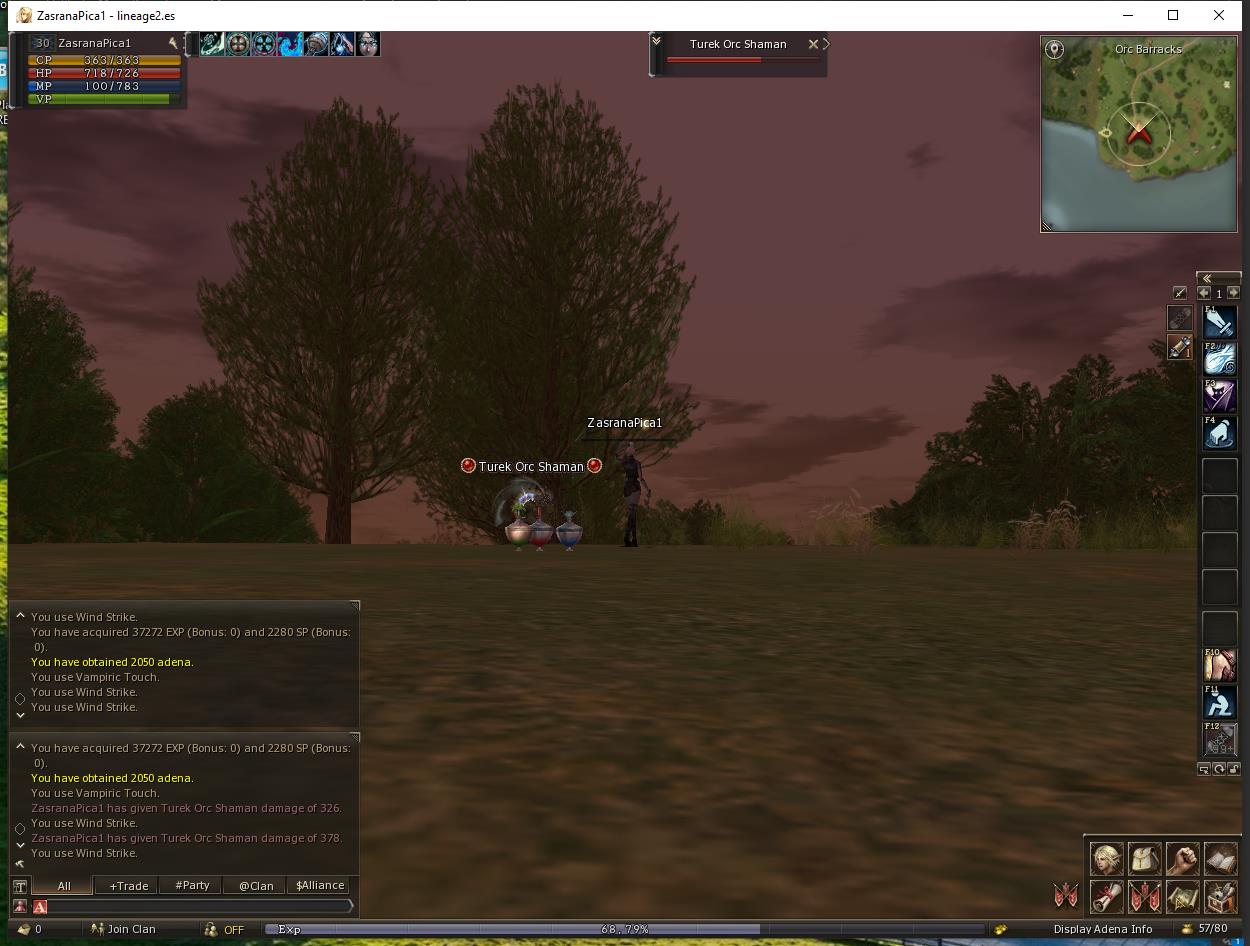 ZasranaPica1 - lineage2.es
30 ZasranaPica1
CP 363/363
HP 718/726
MP 100/783
VP
Turek Orc Shaman
Orc Barracks
1
F1
F2
F3
F4
F10
F11
F12
99+
1
ZasranaPica1
Turek Orc Shaman
You use Wind Strike.
You have acquired 37272 EXP (Bonus: 0) and 2280 SP (Bonus:
0).
You have obtained 2050 adena.
You use Vampiric Touch.
You use Wind Strike.
You use Wind Strike.
You have acquired 37272 EXP (Bonus: 0) and 2280 SP (Bonus:
0).
You have obtained 2050 adena.
You use Vampiric Touch.
ZasranaPica1 has given Turek Orc Shaman damage of 326.
You use Wind Strike.
ZasranaPica1 has given Turek Orc Shaman damage of 378.
You use Wind Strike.
T All +Trade #Party @Clan $Alliance
A
0 Join Clan OFF Exp 68.79% Display Adena Info 57/80